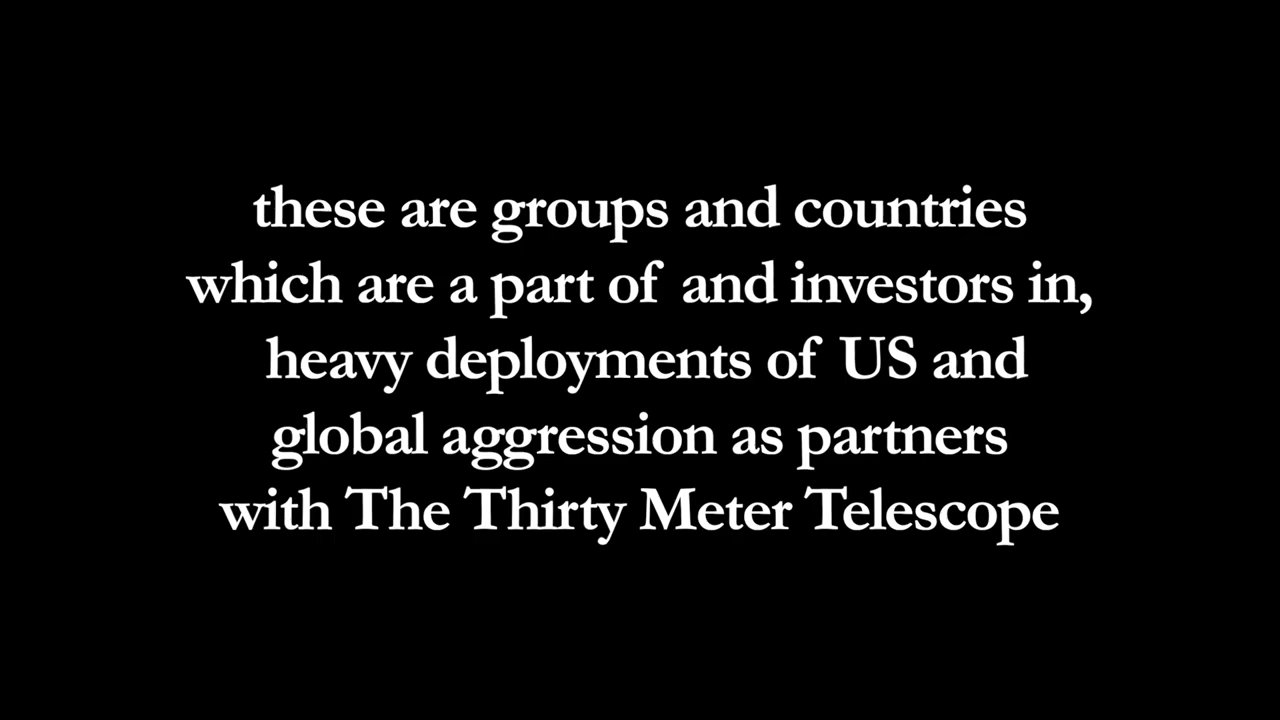 these are groups and countries
which are a part of and investors in,
heavy deployments of US and
global aggression as partners
with The Thirty Meter Telescope